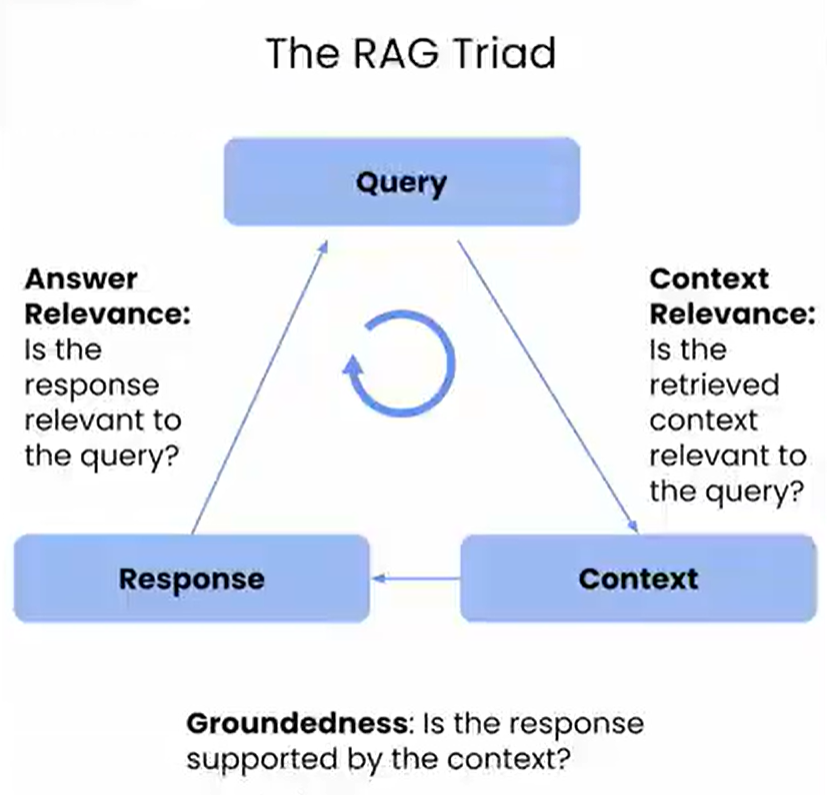 The RAG Triad
Query
Answer
Relevance:
Is the
response
relevant to
the query?
Context
Relevance:
Is the
retrieved
context
relevant to
the query?
Response
Context
Groundedness: Is the response
supported by the context?